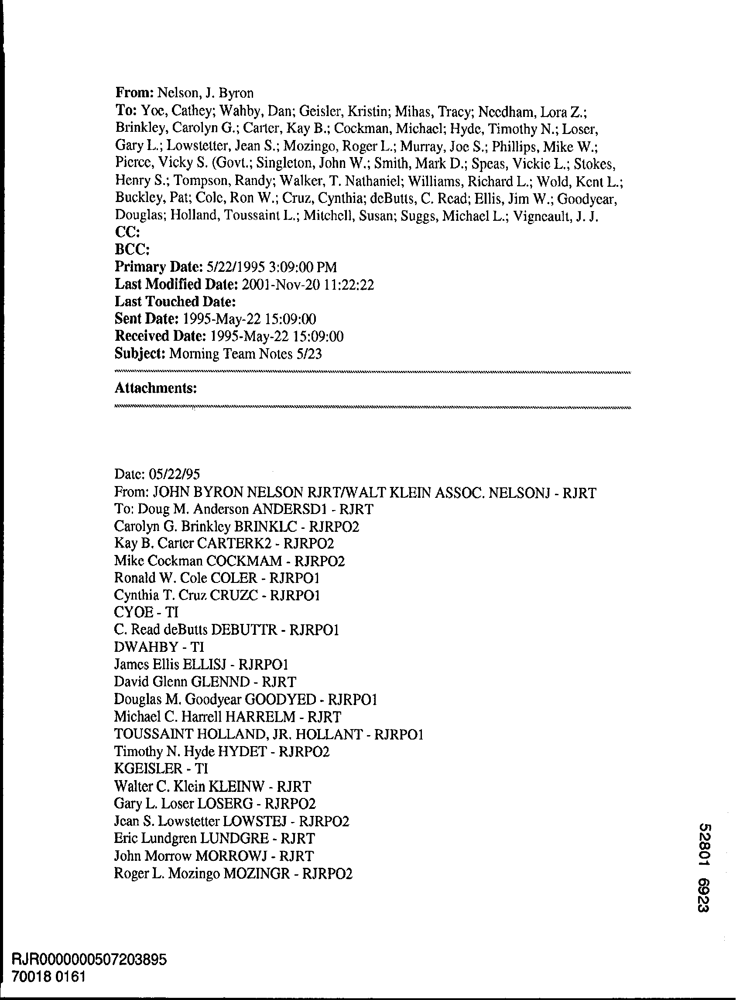 From: Nelson, J. Byron
To: Yoe, Cathey; Wahby, Dan; Geisler, Kristin; Mihas, Tracy; Needham, Lora Z.;
Brinkley, Carolyn G.; Carter, Kay B.; Cockman, Michael; Hyde, Timothy N.; Loser,
Gary L.; Lowstetter, Jean S.; Mozingo, Roger L.; Murray, Joe S.; Phillips, Mike W.;
Pierce, Vicky S. (Govt.; Singleton, John W.; Smith, Mark D.; Speas, Vickie L.; Stokes,
Henry S.; Tompson, Randy; Walker, T. Nathaniel; Williams, Richard L.; Wold, Kent L.;
Buckley, Pat; Cole, Ron W.; Cruz, Cynthia; deButts, C. Read; Ellis, Jim W.; Goodyear,
Douglas; Holland, Toussaint L.; Mitchell, Susan; Suggs, Michael L.; Vigneault, J. J.
CC:
BCC:
Primary Date: 5/22/1995 3:09:00 PM
Last Modified Date: 2001-Nov-20 11:22:22
Last Touched Date:
Sent Date: 1995-May-22 15:09:00
Received Date: 1995-May-22 15:09:00
Subject: Morning Team Notes 5/23
Attachments:
Date: 05/22/95
From: JOHN BYRON NELSON RJRT/WALT KLEIN ASSOC. NELSONJ - RJRT
To: Doug M. Anderson ANDERSD1 - RJRT
Carolyn G. Brinkley BRINKLC - RJRPO2
Kay B. Carter CARTERK2 - RJRPO2
Mike Cockman COCKMAM - RJRPO2
Ronald W. Cole COLER - RJRPO1
Cynthia T. Cruz CRUZC - RJRPO1
CYOE - TI
C. Read deButts DEBUTTR - RJRPO1
DWAHBY - TI
James Ellis ELLISJ - RJRPO1
David Glenn GLENND - RJRT
Douglas M. Goodyear GOODYED - RJRPO1
Michael C. Harrell HARRELM - RJRT
TOUSSAINT HOLLAND, JR. HOLLANT - RJRPO1
Timothy N. Hyde HYDET - RJRPO2
KGEISLER - TI
Walter C. Klein KLEINW - RJRT
Gary L. Loser LOSERG - RJRPO2
Jean S. Lowstetter LOWSTEJ - RJRPO2
Eric Lundgren LUNDGRE - RJRT
John Morrow MORROWJ - RJRT
Roger L. Mozingo MOZINGR - RJRPO2
52801 6923
RJR0000000507203895
70018 0161